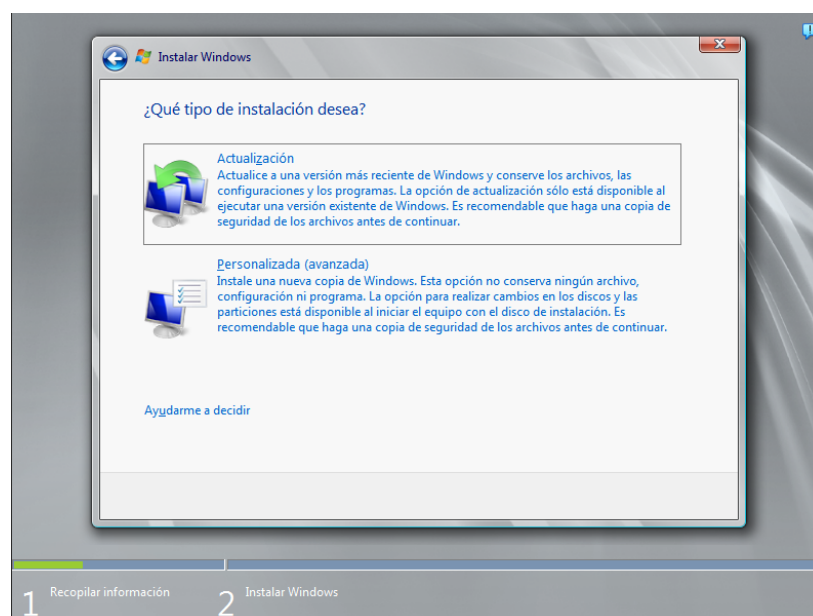 Instalar Windows
¿Qué tipo de instalación desea?
Actualización
Actualice a una versión más reciente de Windows y conserve los archivos, las
configuraciones y los programas. La opción de actualización sólo está disponible al
ejecutar una versión existente de Windows. Es recomendable que haga una copia de
seguridad de los archivos antes de continuar.
Personalizada (avanzada)
Instale una nueva copia de Windows. Esta opción no conserva ningún archivo,
configuración ni programa. La opción para realizar cambios en los discos y las
particiones está disponible al iniciar el equipo con el disco de instalación. Es
recomendable que haga una copia de seguridad de los archivos antes de continuar.
Ayudarme a decidir
1 Recopilar información
2 Instalar Windows